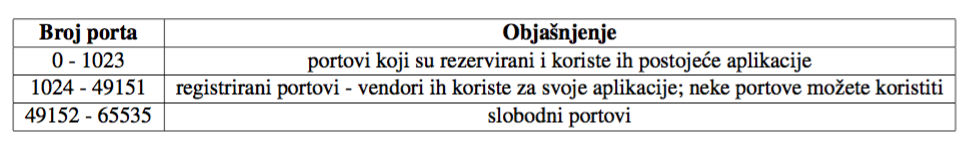 Broj porta Objašnjenje
0 - 1023 portovi koji su rezervirani i koriste ih postojeće aplikacije
1024 - 49151 registrirani portovi - vendori ih koriste za svoje aplikacije; neke portove možete koristiti
49152 - 65535 slobodni portovi